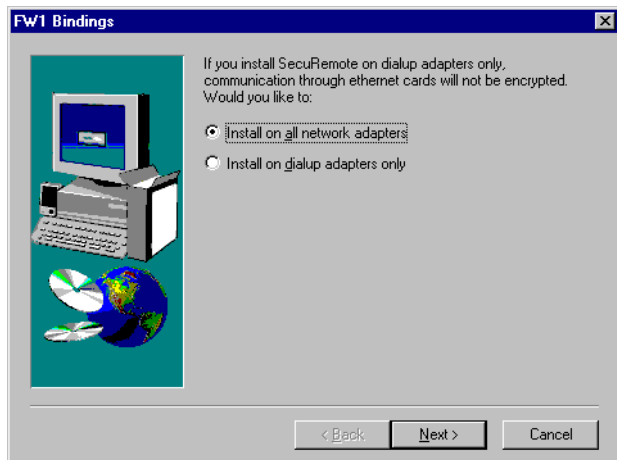 FW1 Bindings
If you install SecuRemote on dialup adapters only,
communication through ethernet cards will not be encrypted.
Would you like to:
Install on all network adapters
Install on dialup adapters only
< Back
Next >
Cancel